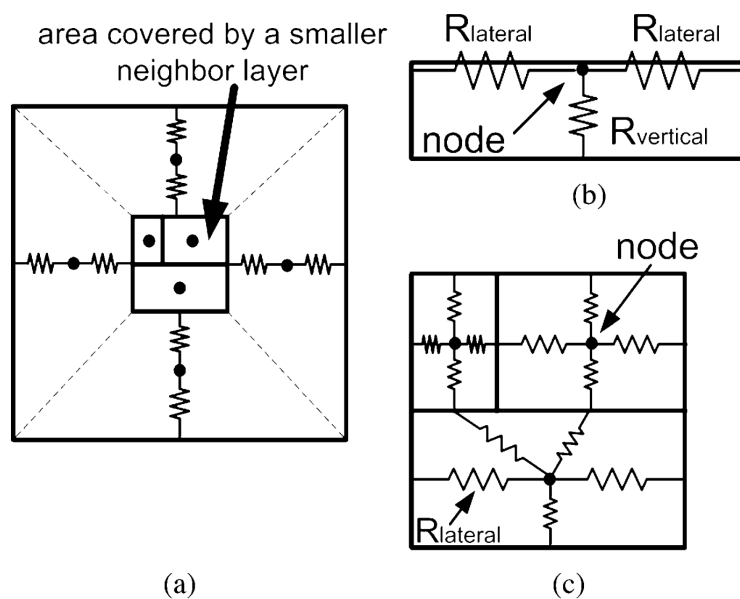 area covered by a smaller
neighbor layer
(a)
Rlateral Rlateral
node
Rvertical
(b)
node
Rlateral
(c)